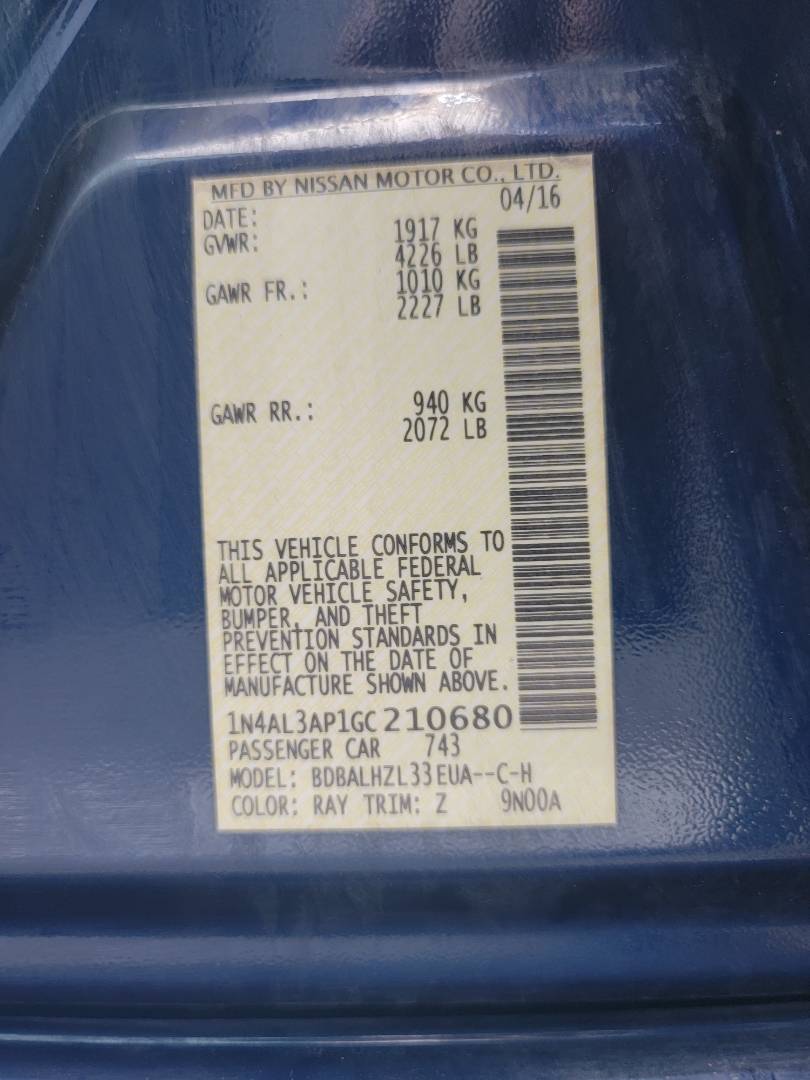 MFD BY NISSAN MOTOR CO., LTD.
DATE: 04/16
GVWR: 1917 KG
4226 LB
GAWR FR.: 1010 KG
2227 LB
GAWR RR.: 940 KG
2072 LB
THIS VEHICLE CONFORMS TO
ALL APPLICABLE FEDERAL
MOTOR VEHICLE SAFETY,
BUMPER, AND THEFT
PREVENTION STANDARDS IN
EFFECT ON THE DATE OF
MANUFACTURE SHOWN ABOVE.
1N4AL3AP1GC210680
PASSENGER CAR 743
MODEL: BDBALHZL33EUA--C-H
COLOR: RAY TRIM: Z 9N00A